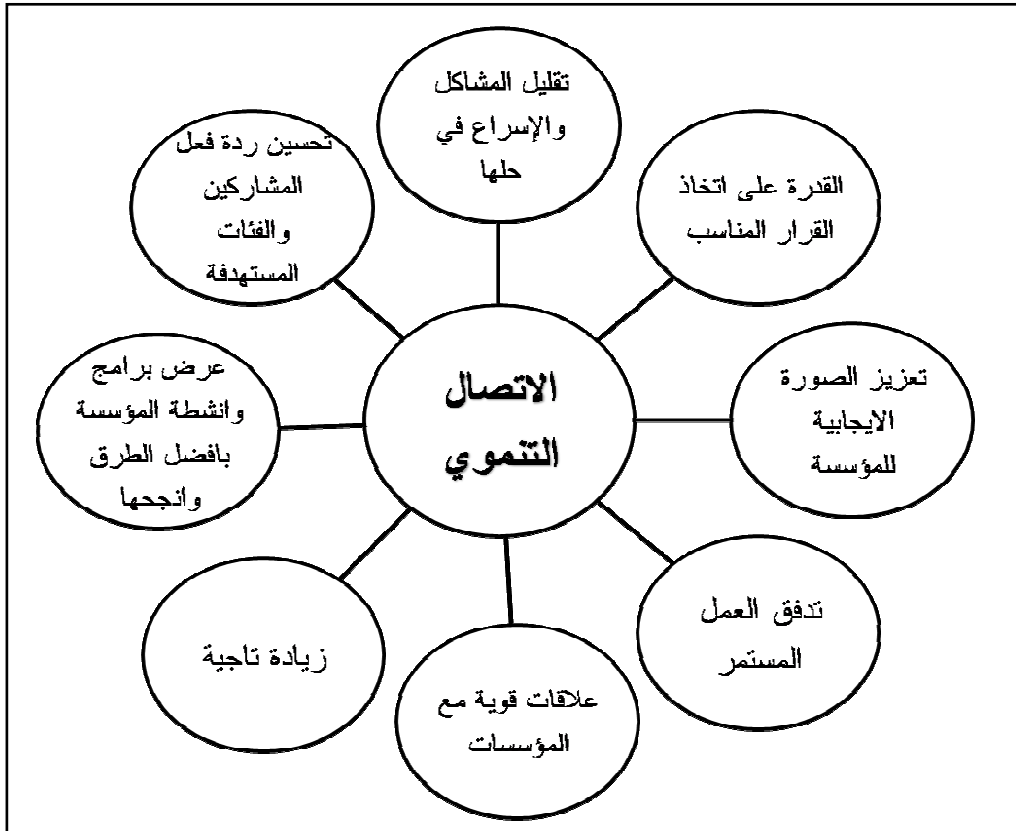 تقليل المشاكل
والإسراع في
حلها
القدرة على اتخاذ
القرار المناسب
تعزيز الصورة
الايجابية
للمؤسسة
تدفق العمل
المستمر
علاقات قوية مع
المؤسسات
زيادة تاجية
عرض برامج
وانشطة المؤسسة
بافضل الطرق
وانجحها
تحسين ردة فعل
المشاركين
والفئات
المستهدفة
الاتصال
التنموي